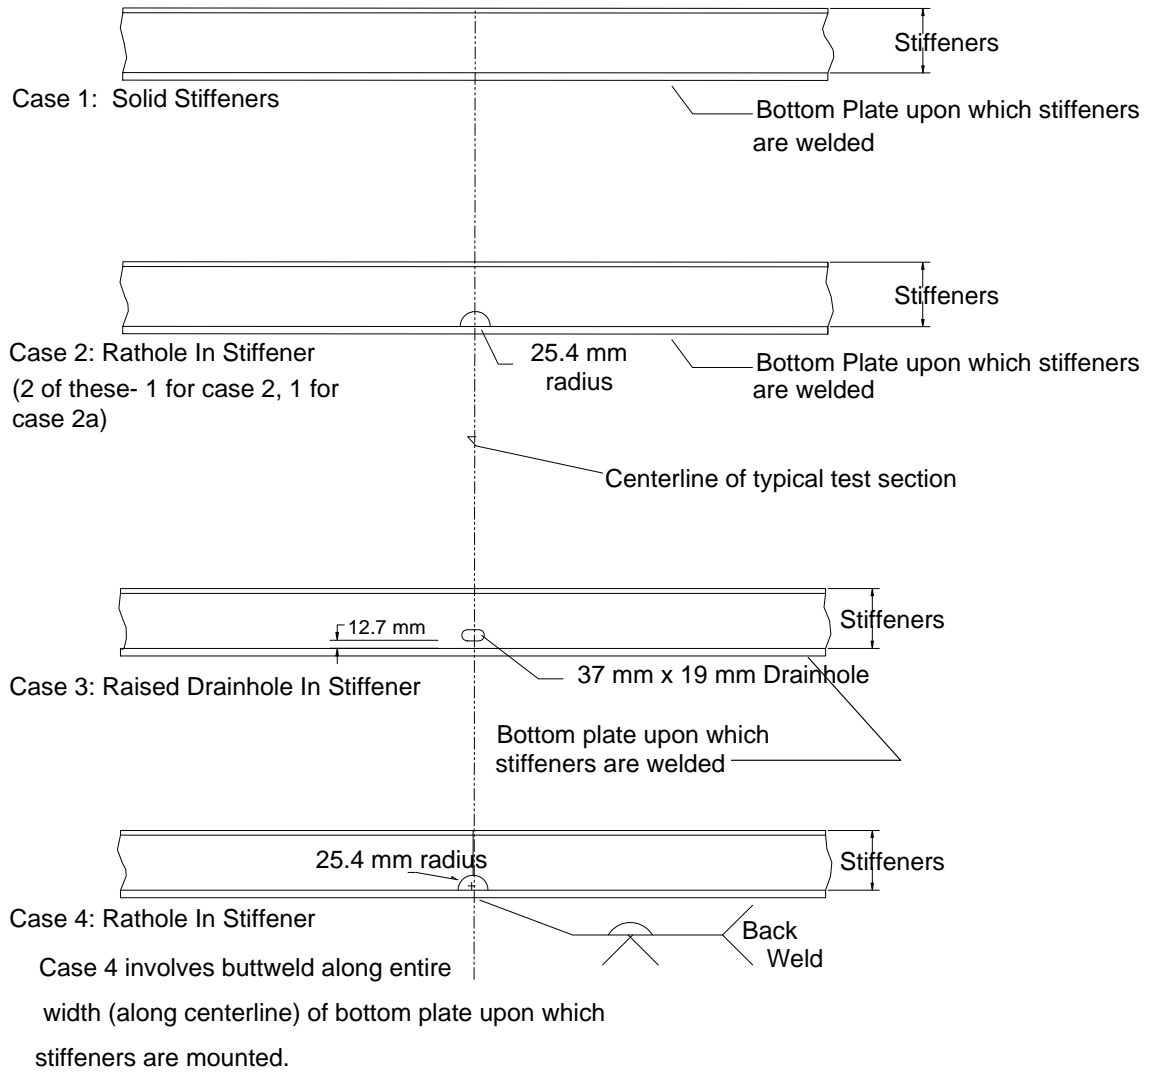 Stiffeners
Case 1:  Solid Stiffeners
Bottom Plate upon which stiffeners
are welded
Stiffeners
Case 2: Rathole In Stiffener
(2 of these- 1 for case 2, 1 for
case 2a)
25.4 mm
radius
Bottom Plate upon which stiffeners
are welded
Centerline of typical test section
12.7 mm
Stiffeners
Case 3: Raised Drainhole In Stiffener
37 mm x 19 mm Drainhole
Bottom plate upon which
stiffeners are welded
25.4 mm radius
Stiffeners
Case 4: Rathole In Stiffener
Back
Weld
Case 4 involves buttweld along entire
width (along centerline) of bottom plate upon which
stiffeners are mounted.